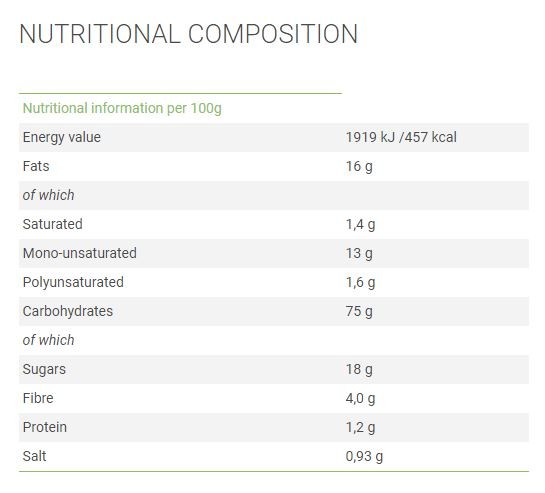 NUTRITIONAL COMPOSITION
Nutritional information per 100g
Energy value 1919 kJ /457 kcal
Fats 16 g
of which
Saturated 1,4 g
Mono-unsaturated 13 g
Polyunsaturated 1,6 g
Carbohydrates 75 g
of which
Sugars 18 g
Fibre 4,0 g
Protein 1,2 g
Salt 0,93 g